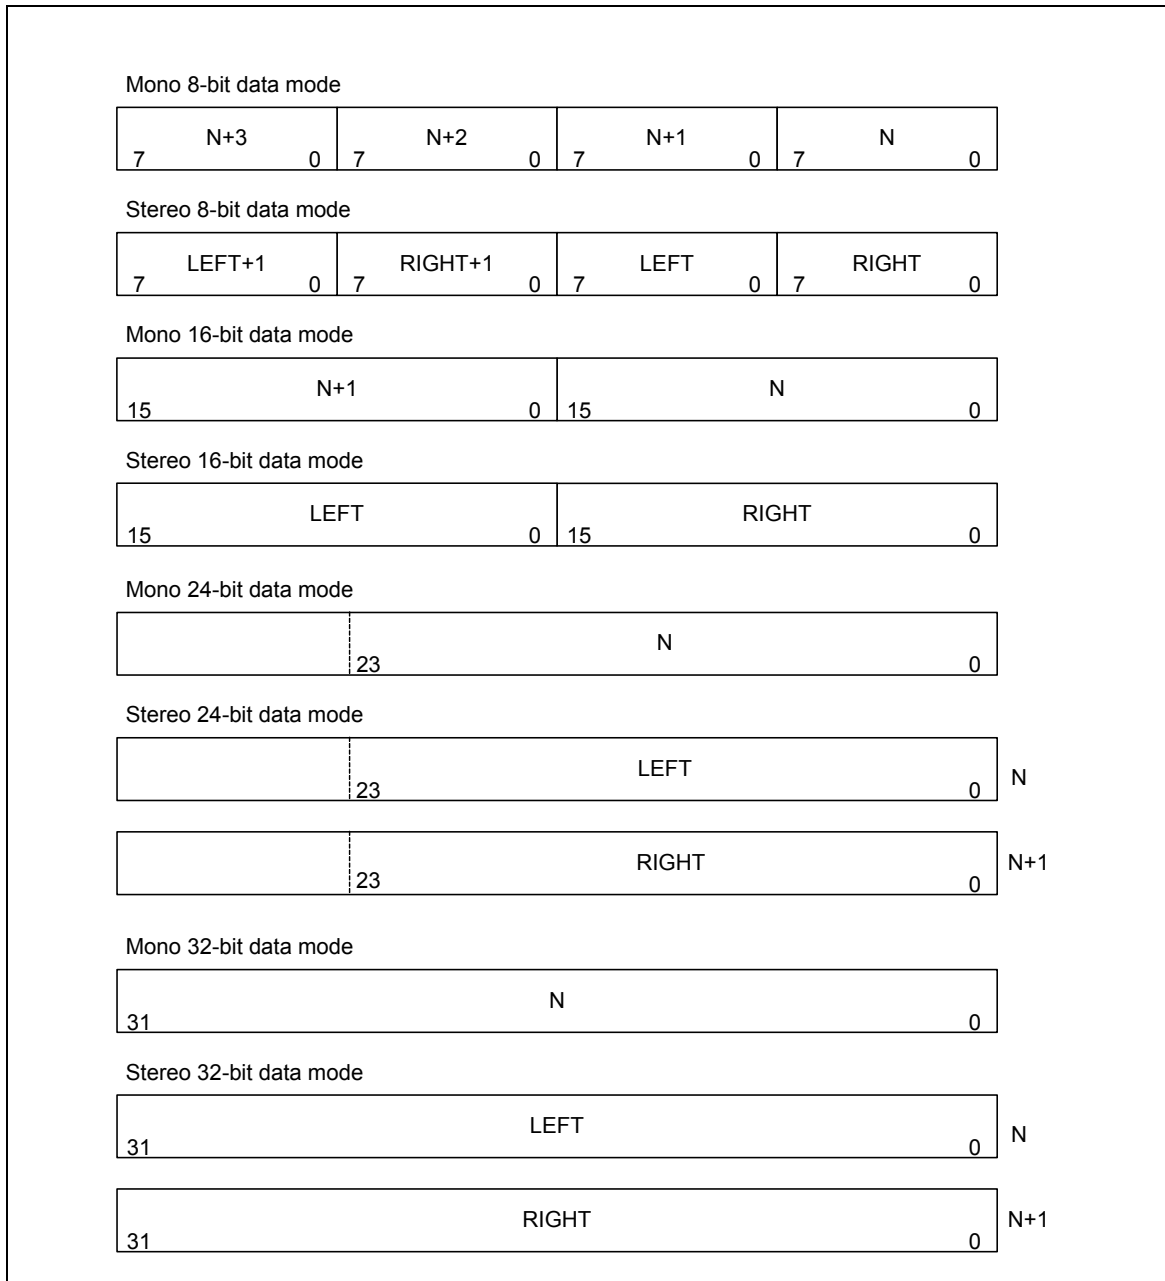 Mono 8-bit data mode
N+3 N+2 N+1 N
7 0 7 0 7 0 7 0
Stereo 8-bit data mode
LEFT+1 RIGHT+1 LEFT RIGHT
7 0 7 0 7 0 7 0
Mono 16-bit data mode
N+1 N
15 0 15 0
Stereo 16-bit data mode
LEFT RIGHT
15 0 15 0
Mono 24-bit data mode
N
23 0
Stereo 24-bit data mode
LEFT N
23 0
RIGHT N+1
23 0
Mono 32-bit data mode
N
31 0
Stereo 32-bit data mode
LEFT N
31 0
RIGHT N+1
31 0